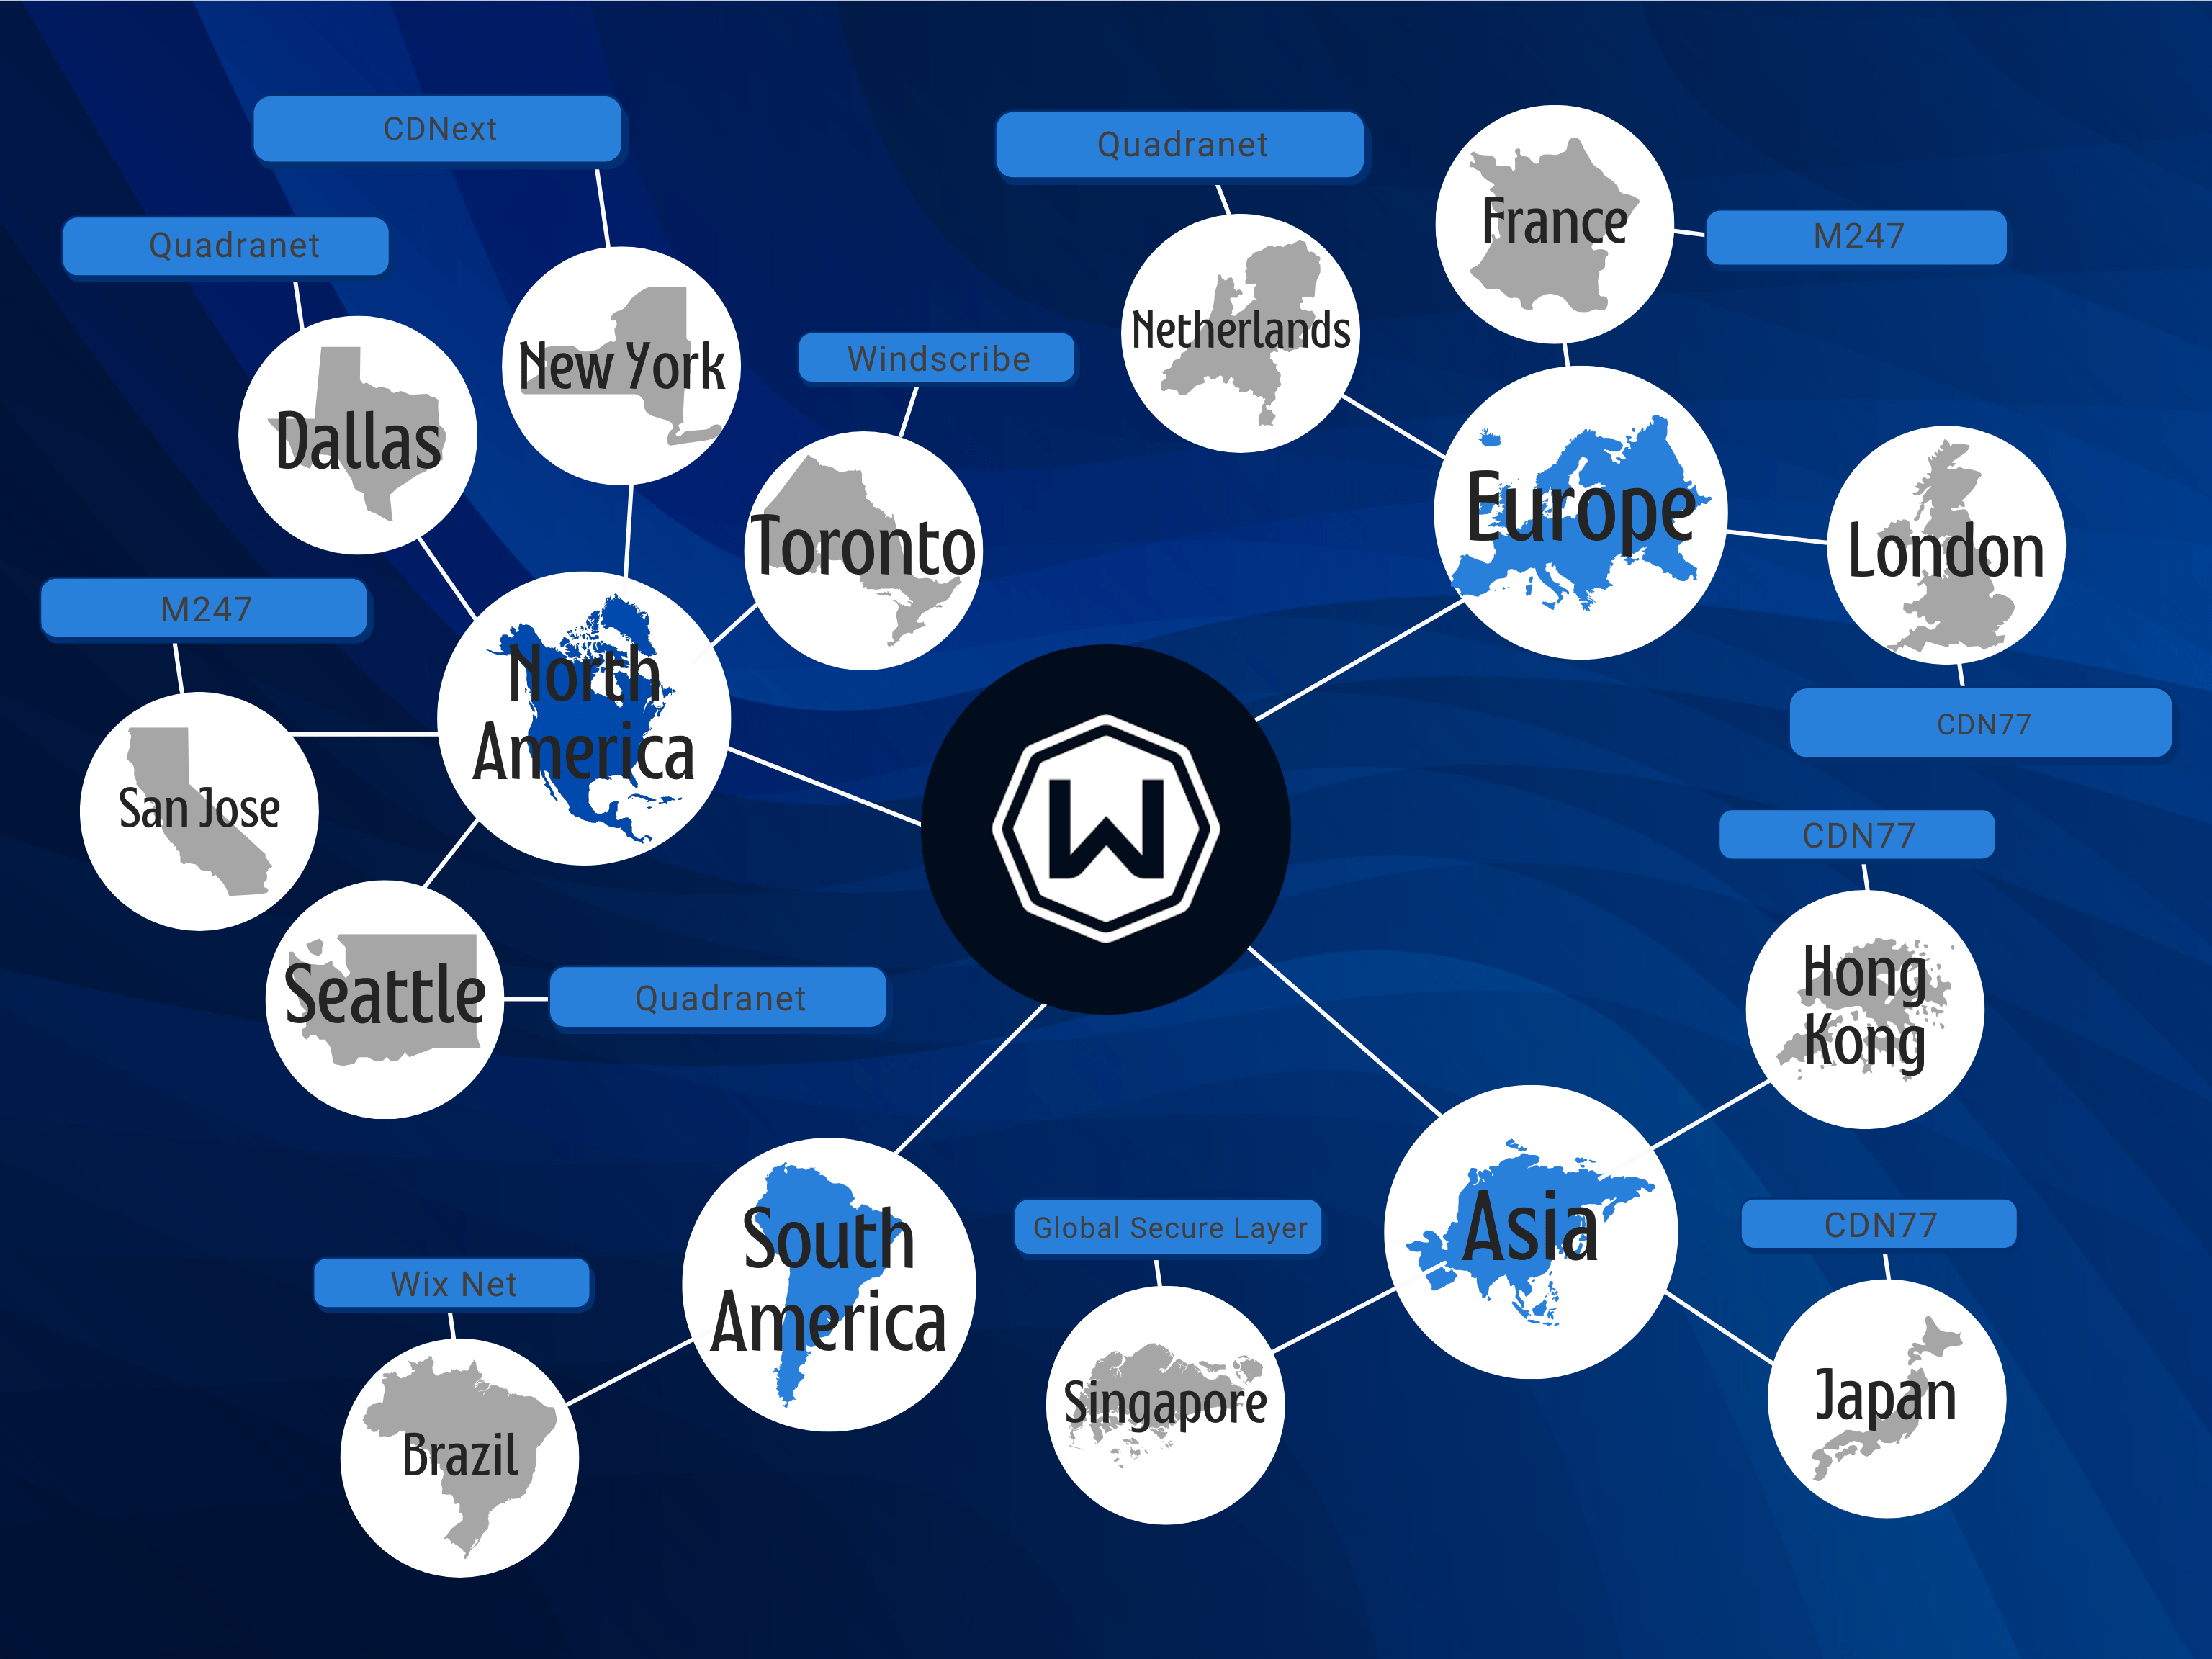 CDNext
Quadranet
Dallas
New York
Windscribe
Toronto
M247
San Jose
North
America
Seattle
Quadranet
Quadranet
Netherlands
France
M247
Europe
London
CDN77
W
CDN77
Hong
Kong
Asia
CDN77
Japan
Global Secure Layer
Singapore
South
America
Wix Net
Brazil